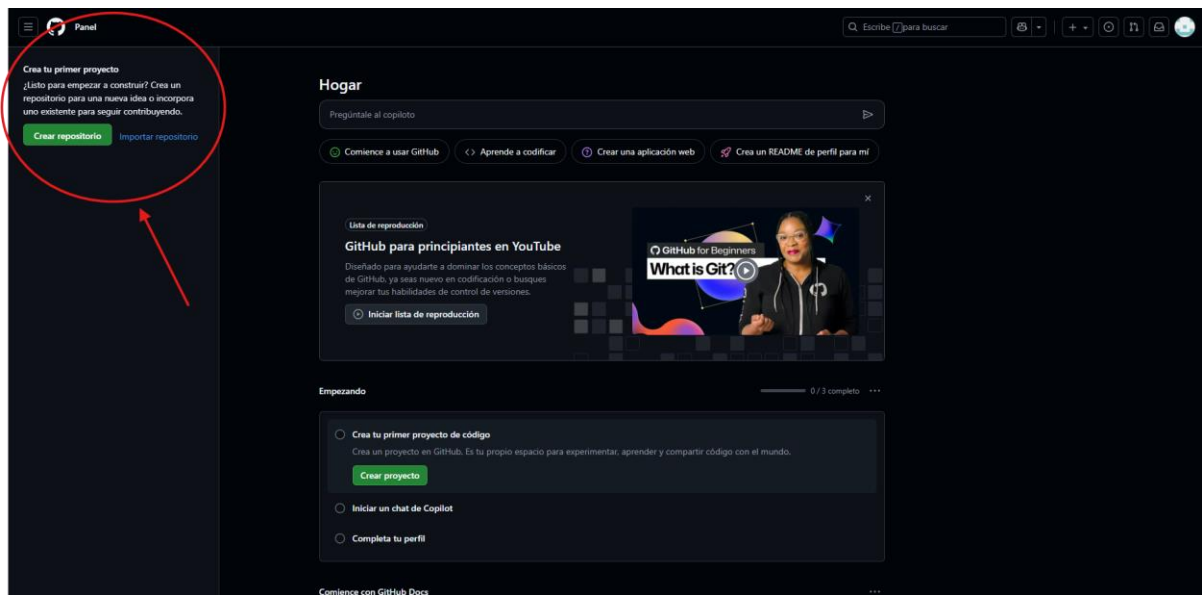 Panel
Escribe / para buscar
Crea tu primer proyecto
¿Listo para empezar a construir? Crea un
repositorio para una nueva idea o incorpora
uno existente para seguir contribuyendo.
Crear repositorio
Importar repositorio
Hogar
Pregúntale al copiloto
Comience a usar GitHub
Aprende a codificar
Crear una aplicación web
Crea un README de perfil para mí
Lista de reproducción
GitHub para principiantes en YouTube
Diseñado para ayudarte a dominar los conceptos básicos
de GitHub, ya seas nuevo en codificación o busques
mejorar tus habilidades de control de versiones.
Iniciar lista de reproducción
GitHub for Beginners
What is Git?
Empezando
0 / 3 completo
Crea tu primer proyecto de código
Crea un proyecto en GitHub. Es tu propio espacio para experimentar, aprender y compartir código con el mundo.
Crear proyecto
Iniciar un chat de Copilot
Completa tu perfil
Comience con GitHub Docs